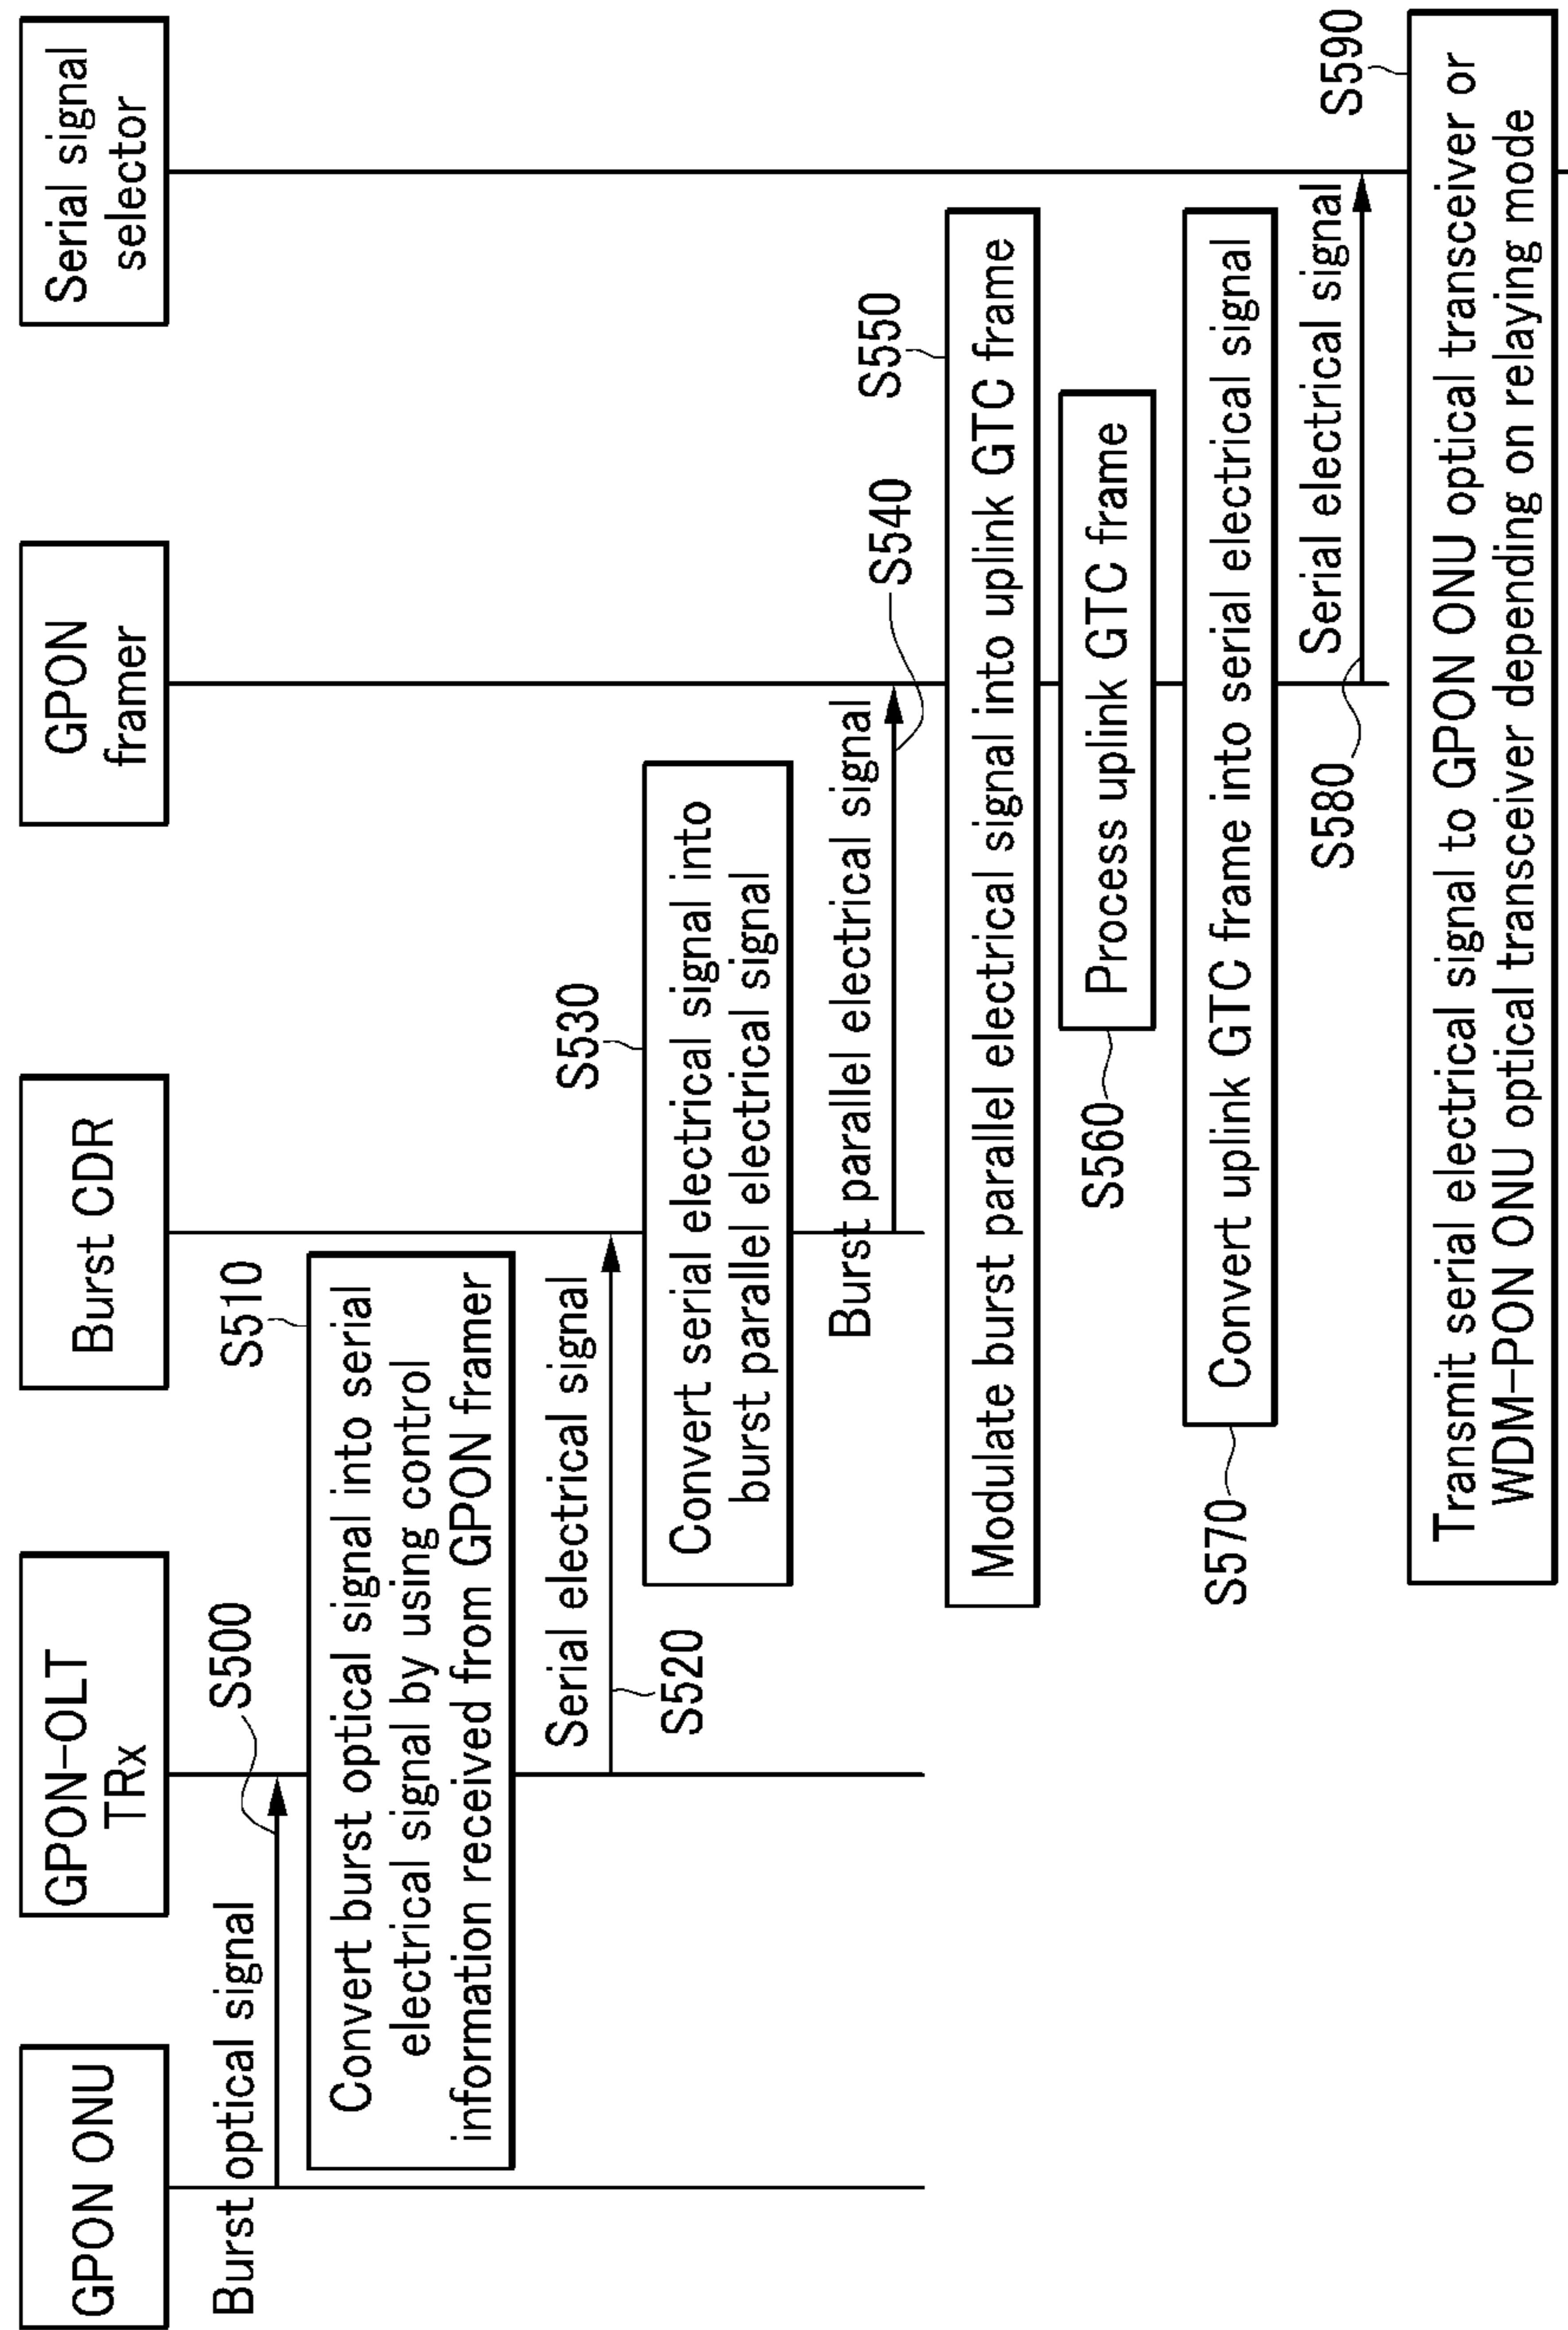 GPON ONU
GPON–OLT
TRx
Burst CDR
GPON
framer
Serial signal
selector
Burst optical signal
S500
S510
Convert burst optical signal into serial
electrical signal by using control
information received from GPON framer
Serial electrical signal
S520
S530
Convert serial electrical signal into
burst parallel electrical signal
Burst parallel electrical signal
S540
S550
Modulate burst parallel electrical signal into uplink GTC frame
S560
Process uplink GTC frame
S570
Convert uplink GTC frame into serial electrical signal
Serial electrical signal
S580
S590
Transmit serial electrical signal to GPON ONU optical transceiver or
WDM–PON ONU optical transceiver depending on relaying mode